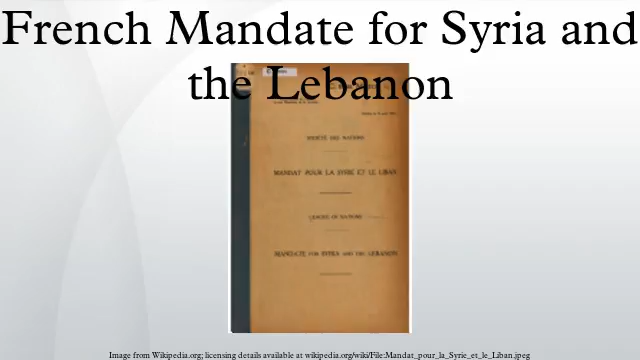 French Mandate for Syria and
the Lebanon
SOCIÉTÉ DES NATIONS
MANDAT POUR LA SYRIE ET LE LIBAN
LEAGUE OF NATIONS
MANDATE FOR SYRIA AND THE LEBANON
Image from Wikipedia.org; licensing details available at wikipedia.org/wiki/File:Mandat_pour_la_Syrie_et_le_Liban.jpeg